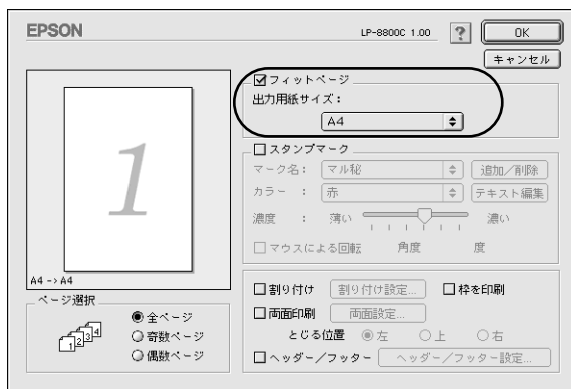 EPSON
LP-8800C 1.00
?
OK
キャンセル
フィットページ
出力用紙サイズ：
A4
スタンプマーク
マーク名： マル秘 追加／削除
カラー ： 赤 テキスト編集
濃度 ： 薄い 濃い
マウスによる回転 角度 度
1
A4 -> A4
ページ選択
1 2 3 4
全ページ
奇数ページ
偶数ページ
割り付け 割り付け設定... 枠を印刷
両面印刷 両面設定...
とじる位置 左 上 右
ヘッダー／フッター ヘッダー／フッター設定...